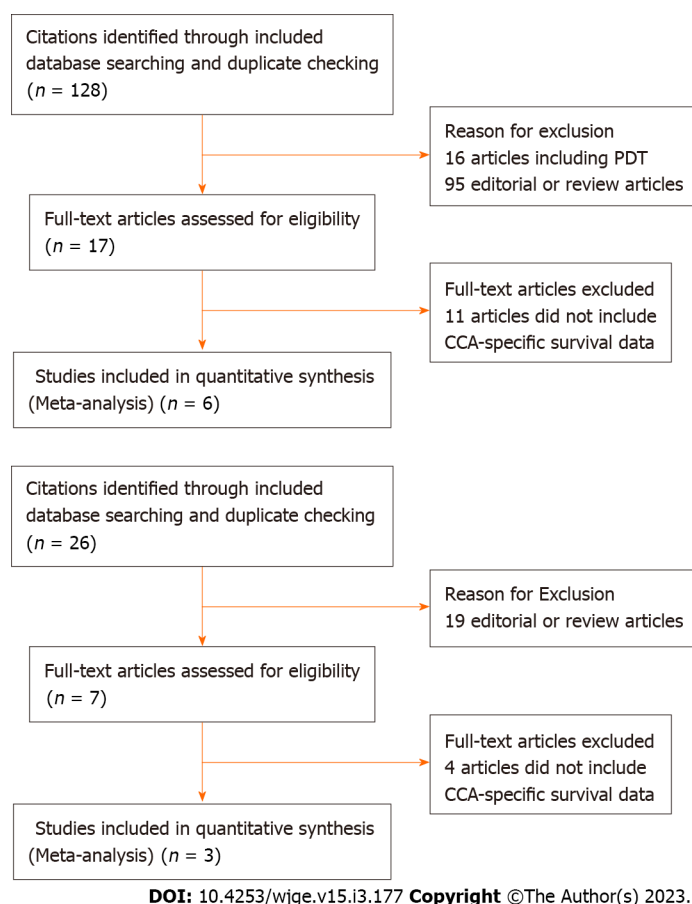 Citations identified through included
database searching and duplicate checking
(n = 128)
Reason for exclusion
16 articles including PDT
95 editorial or review articles
Full-text articles assessed for eligibility
(n = 17)
Full-text articles excluded
11 articles did not include
CCA-specific survival data
Studies included in quantitative synthesis
(Meta-analysis) (n = 6)
Citations identified through included
database searching and duplicate checking
(n = 26)
Reason for Exclusion
19 editorial or review articles
Full-text articles assessed for eligibility
(n = 7)
Full-text articles excluded
4 articles did not include
CCA-specific survival data
Studies included in quantitative synthesis
(Meta-analysis) (n = 3)
DOI: 10.4253/wjge.v15.i3.177 Copyright ©The Author(s) 2023.